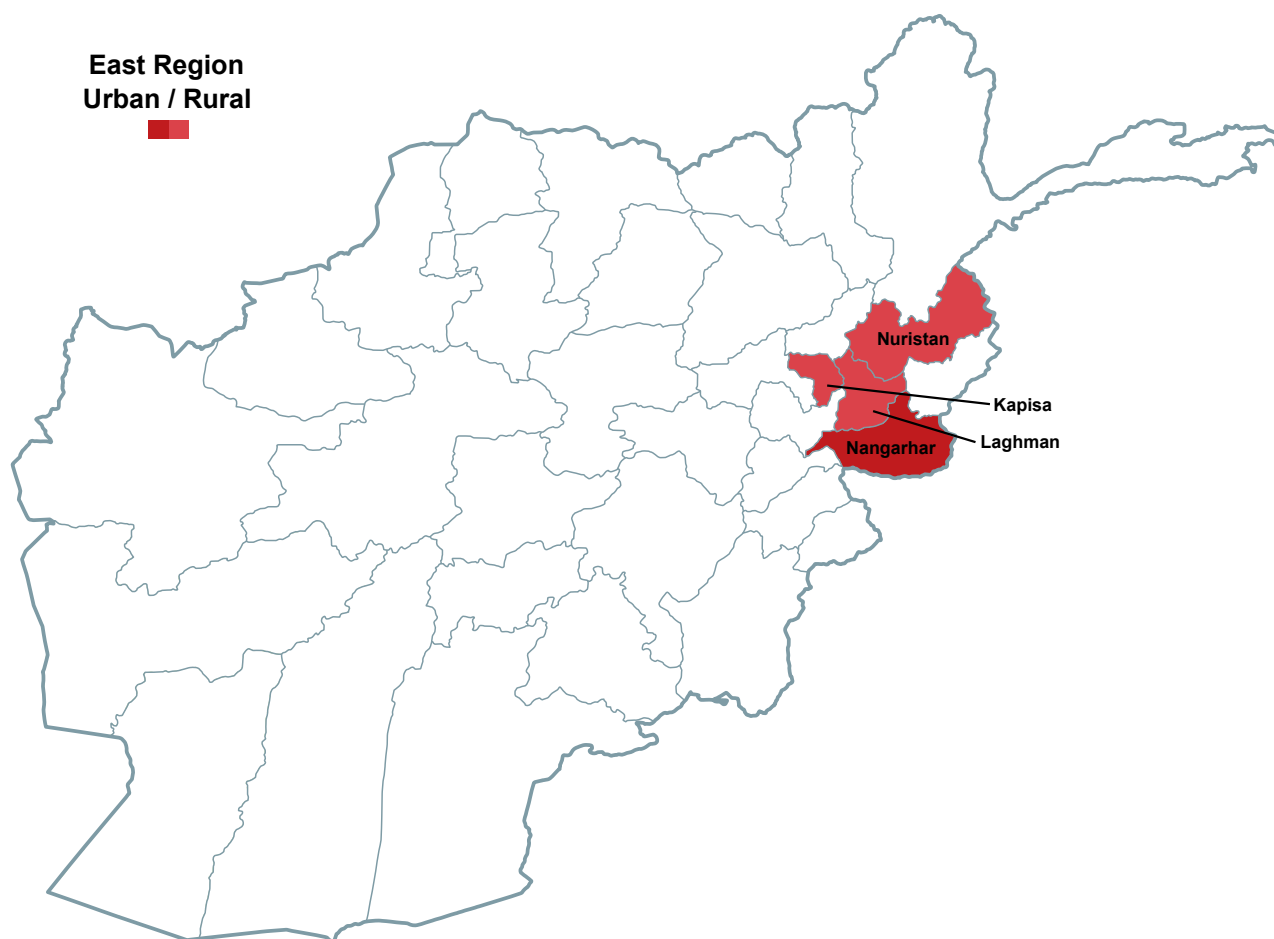 East Region
Urban / Rural
Nuristan
Kapisa
Laghman
Nangarhar